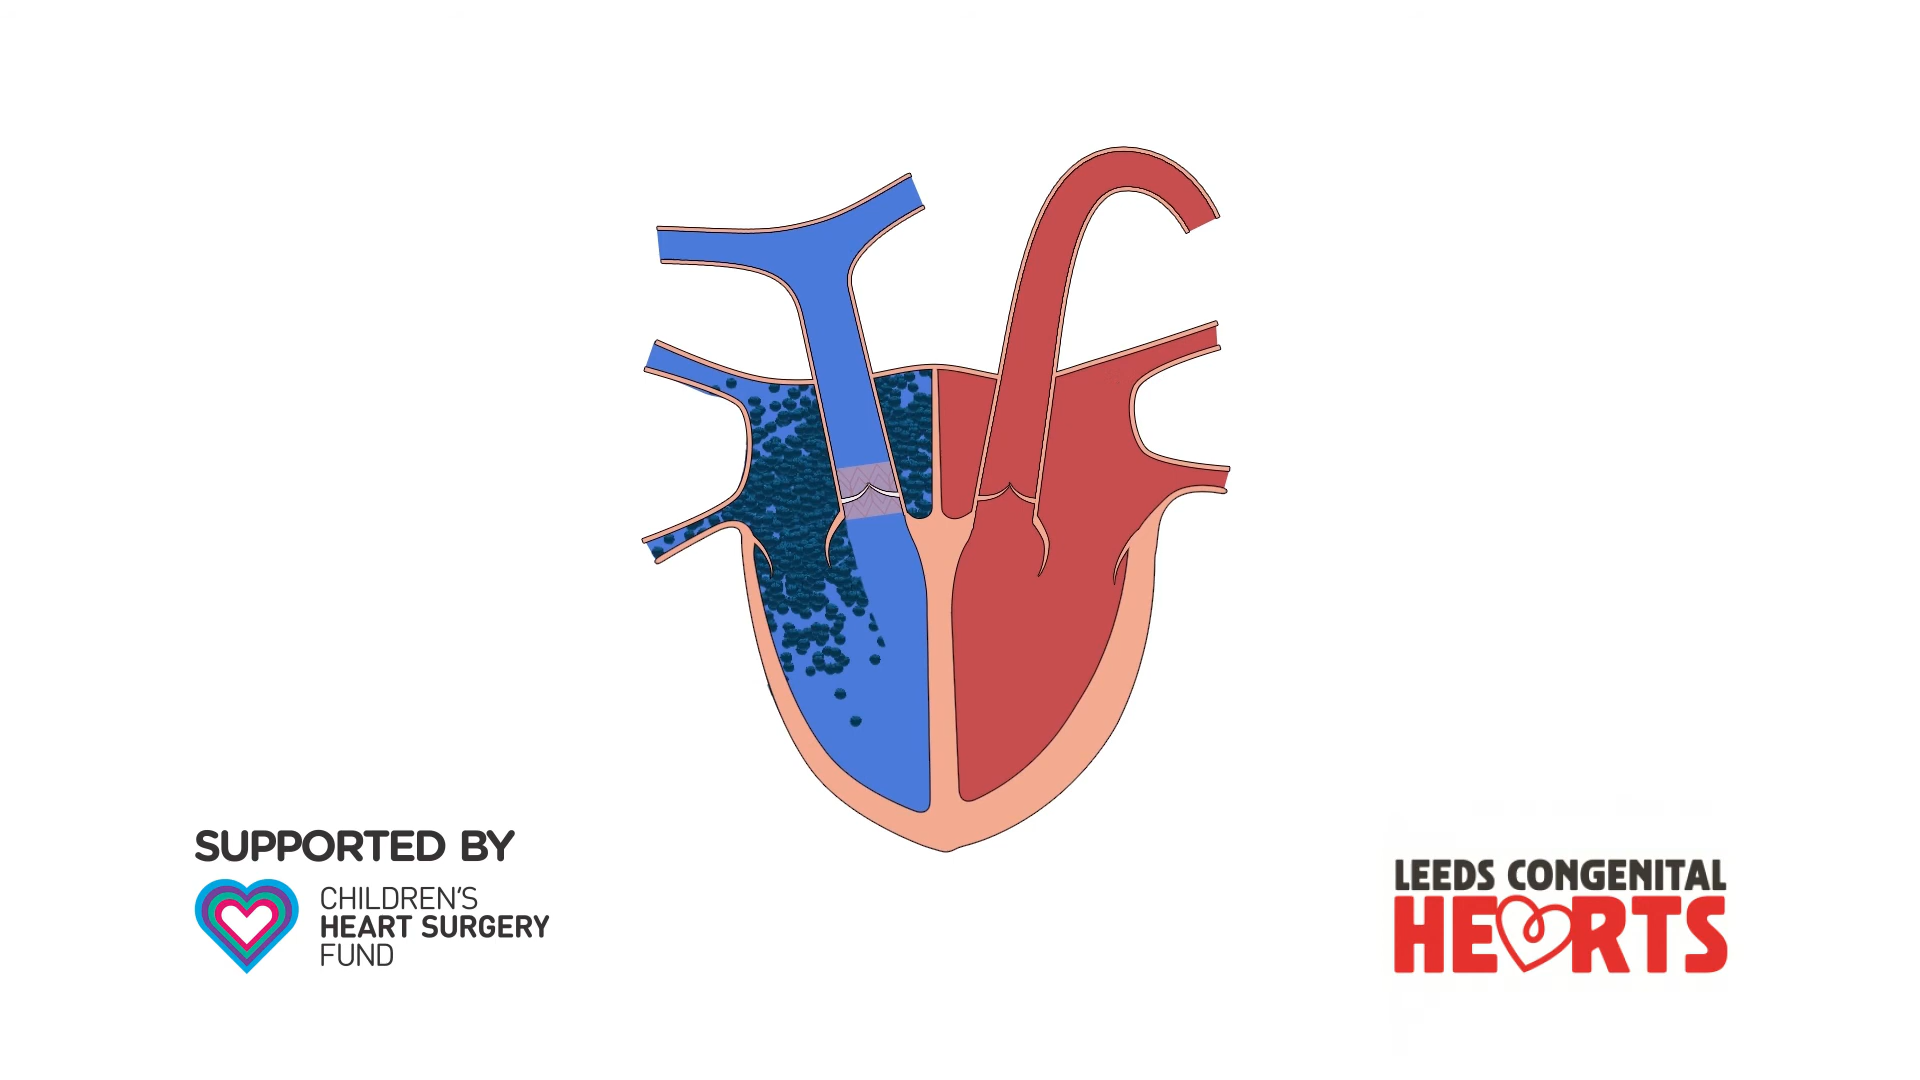 SUPPORTED BY
CHILDREN'S
HEART SURGERY
FUND
LEEDS CONGENITAL
HEARTS